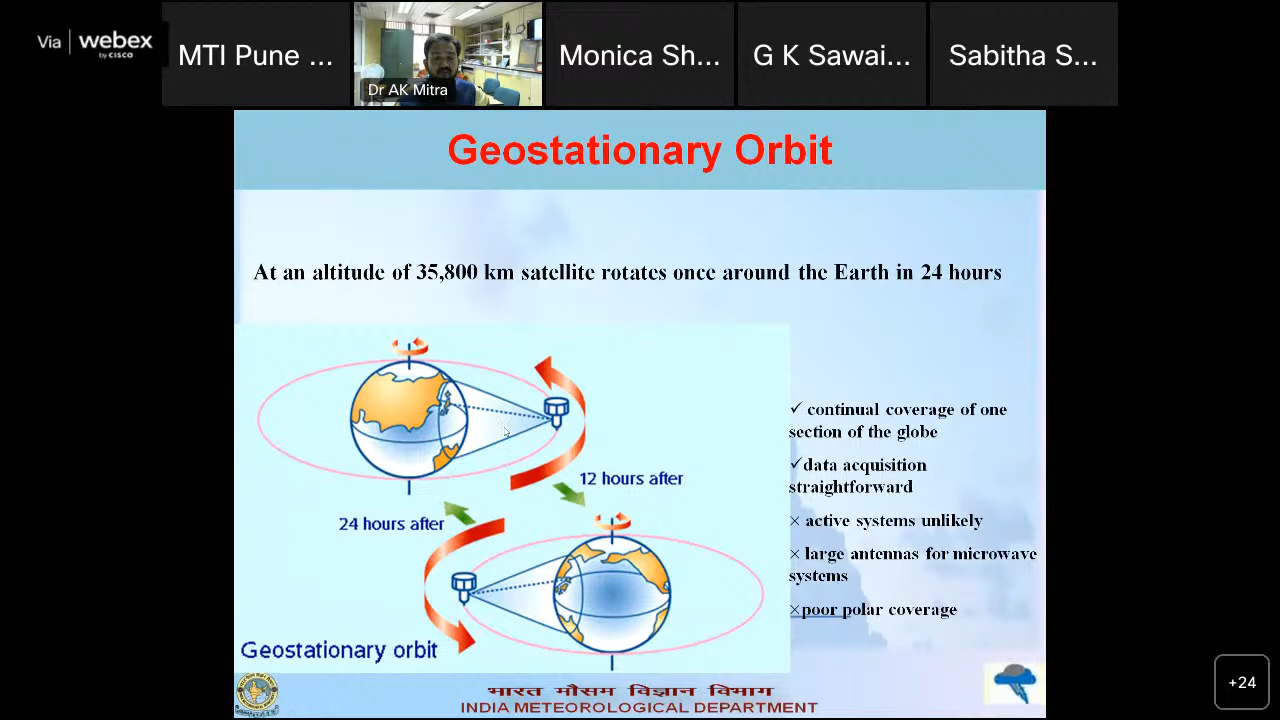 Via webex
by CISCO
MTI Pune ...
Dr AK Mitra
Monica Sh...
G K Sawai...
Sabitha S...
Geostationary Orbit
At an altitude of 35,800 km satellite rotates once around the Earth in 24 hours
12 hours after
24 hours after
Geostationary orbit
✓ continual coverage of one
section of the globe
✓data acquisition
straightforward
× active systems unlikely
× large antennas for microwave
systems
×poor polar coverage
भारत मौसम विज्ञान विभाग
INDIA METEOROLOGICAL DEPARTMENT
+24